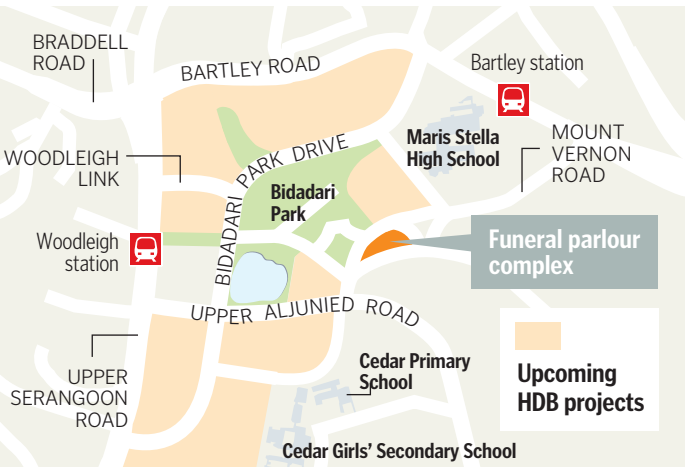 BRADDELL
ROAD
BARTLEY ROAD
Bartley station
Maris Stella
High School
MOUNT
VERNON
ROAD
WOODLEIGH
LINK
BIDADARI PARK DRIVE
Bidadari
Park
Woodleigh
station
Funeral parlour
complex
UPPER ALJUNIED ROAD
UPPER
SERANGOON
ROAD
Cedar Primary
School
Upcoming
HDB projects
Cedar Girls' Secondary School